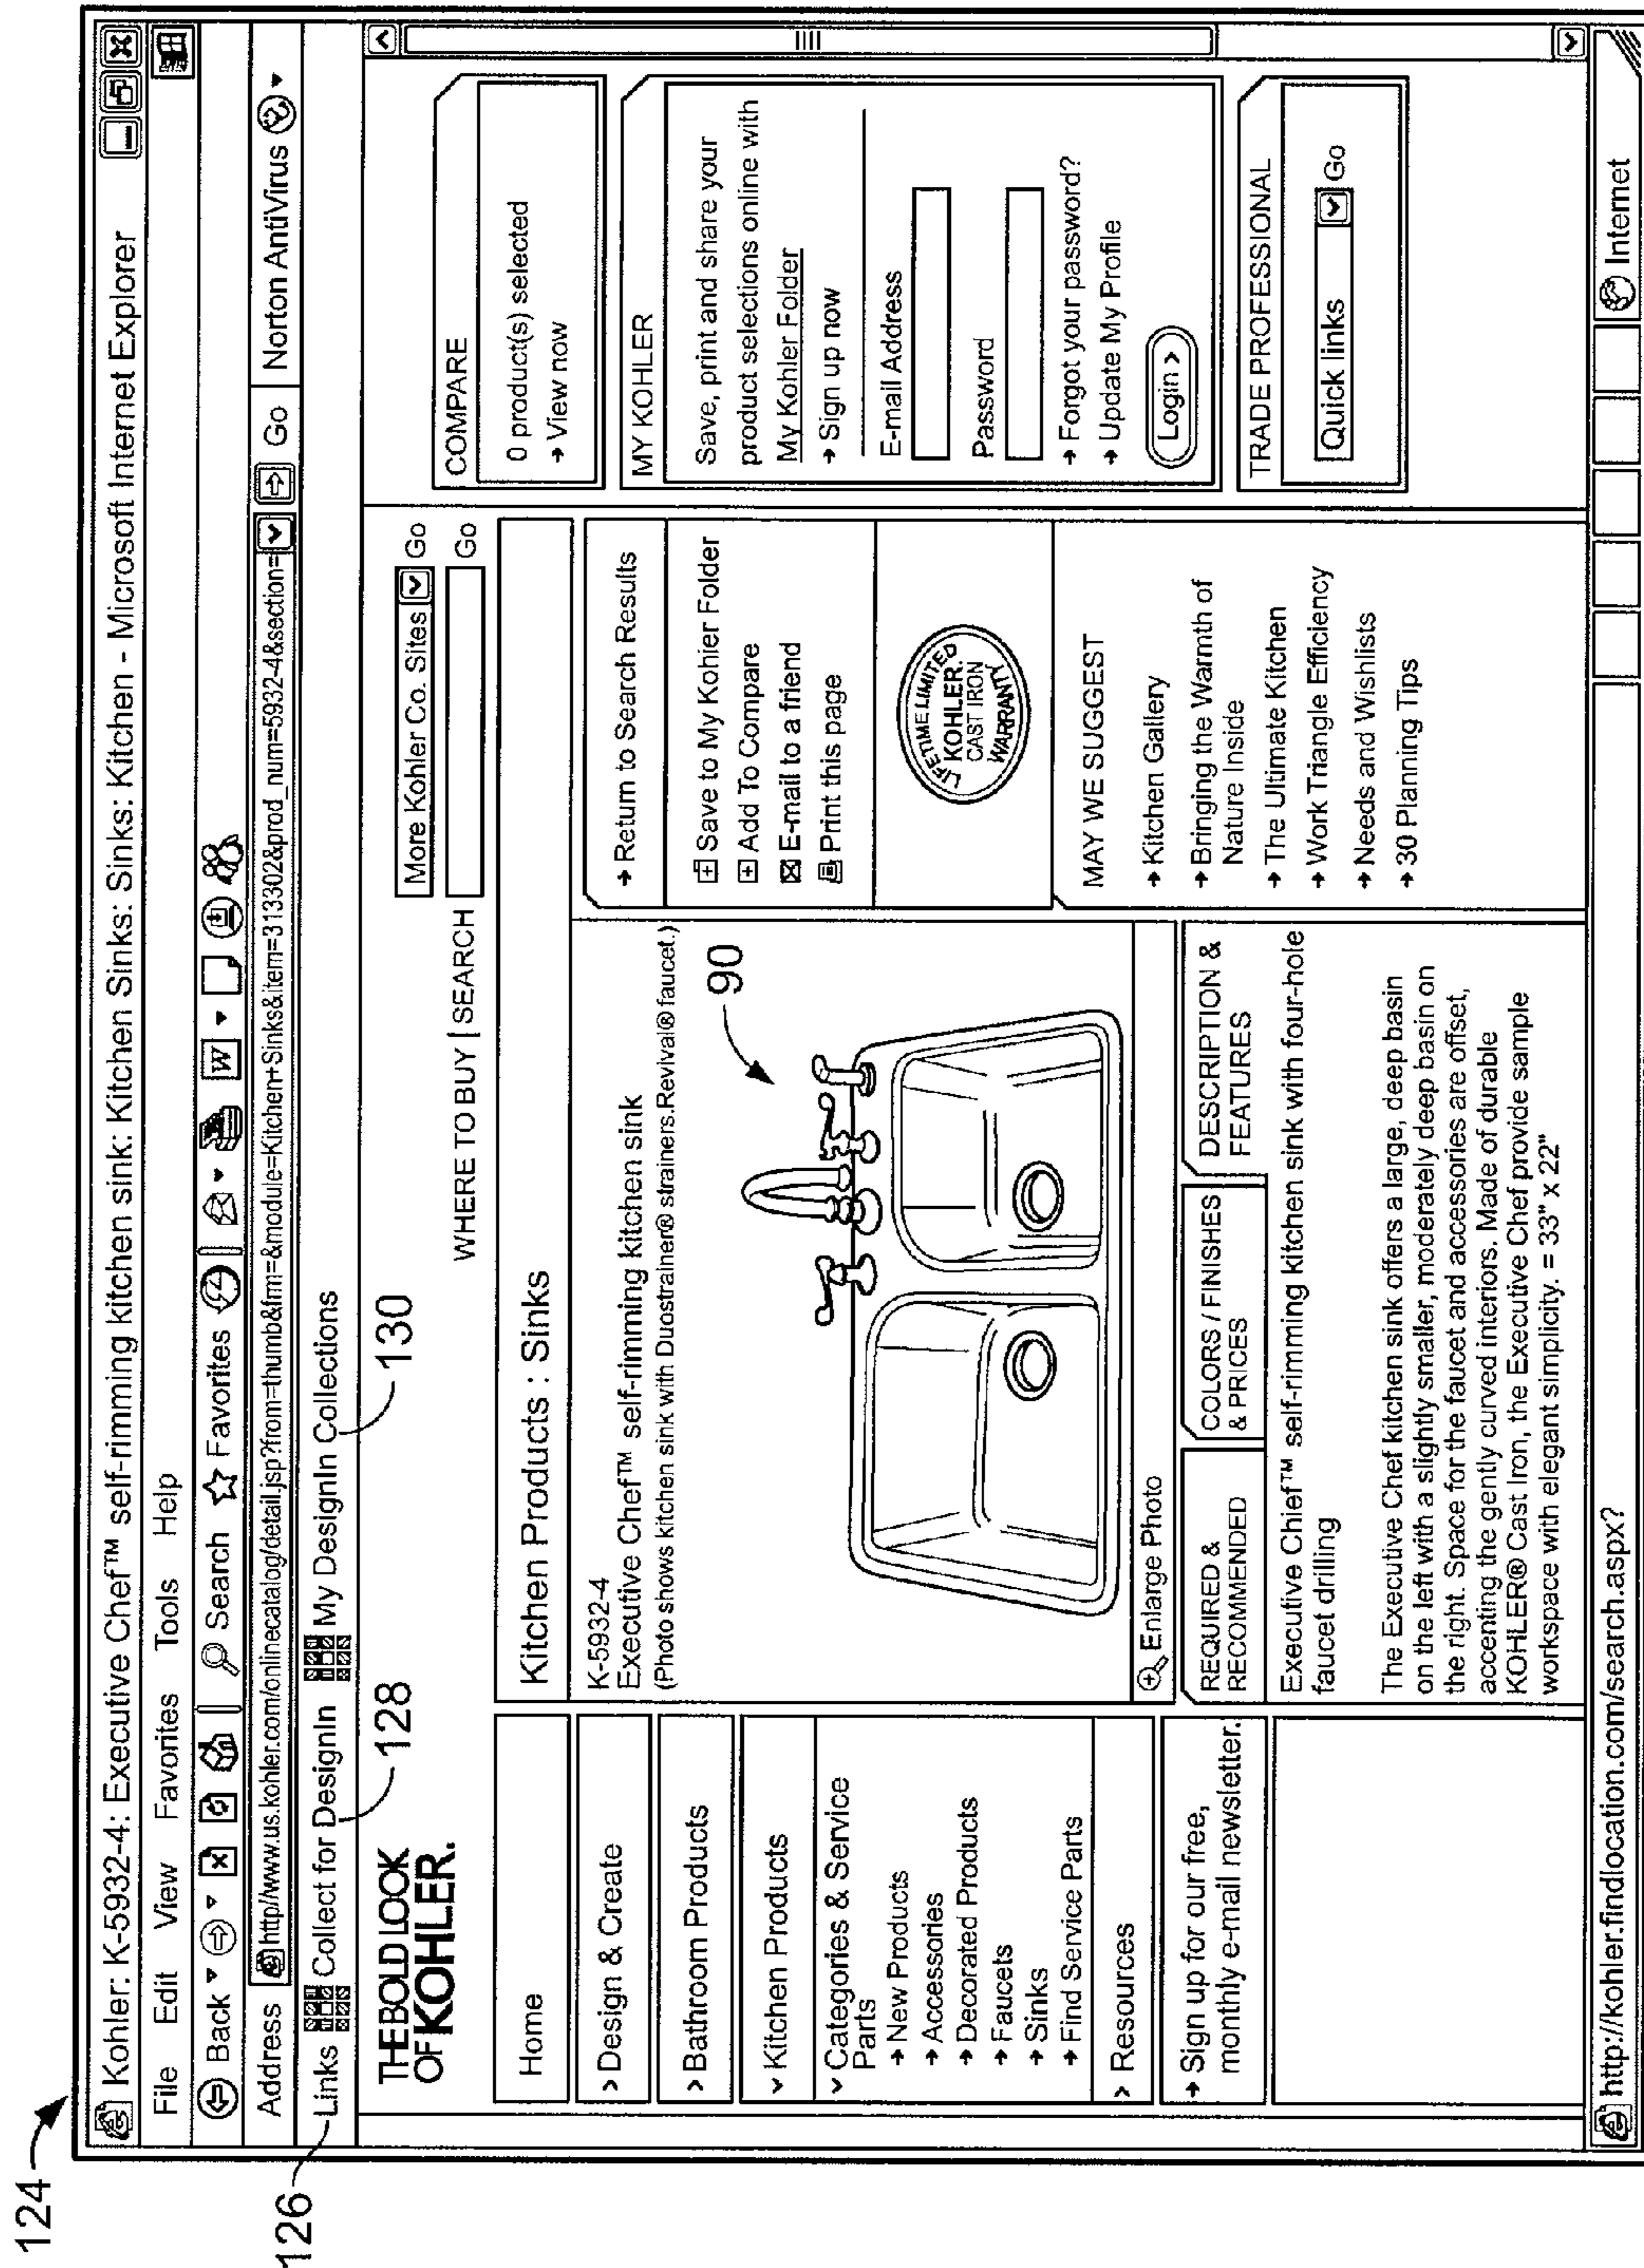 124
Kohler: K-5932-4: Executive Chef™ self-rimming kitchen sink: Kitchen Sinks: Sinks: Kitchen - Microsoft Internet Explorer
File Edit View Favorites Tools Help
Back Search Favorites W
Address http//www.us.kohler.com/onlinecatalog/detail.jsp?from=thumb&frm=&module=Kitchen+Sinks&item=313302&prod_num=5932-4&section= Go Norton AntiVirus
126
Links Collect for DesignIn My DesignIn Collections
128
130
THE BOLD LOOK
OF KOHLER.
More Kohler Co. Sites Go
WHERE TO BUY | SEARCH Go
Home
> Design & Create
> Bathroom Products
Kitchen Products
Categories & Service
Parts
→ New Products
→ Accessories
→ Decorated Products
→ Faucets
→ Sinks
→ Find Service Parts
> Resources
→ Sign up for our free,
monthly e-mail newsletter.
Kitchen Products : Sinks
K-5932-4
Executive Chef™ self-rimming kitchen sink
(Photo shows kitchen sink with Duostrainer® strainers.Revival® faucet.)
90
Enlarge Photo
REQUIRED &
RECOMMENDED
COLORS / FINISHES
& PRICES
DESCRIPTION &
FEATURES
Executive Chief™ self-rimming kitchen sink with four-hole
faucet drilling
The Executive Chef kitchen sink offers a large, deep basin
on the left with a slightly smaller, moderately deep basin on
the right. Space for the faucet and accessories are offset,
accenting the gently curved interiors. Made of durable
KOHLER® Cast Iron, the Executive Chef provide sample
workspace with elegant simplicity. = 33" x 22"
→ Return to Search Results
Save to My Kohler Folder
Add To Compare
E-mail to a friend
Print this page
LIFETIME LIMITED
KOHLER.
CAST IRON
WARRANTY
MAY WE SUGGEST
→ Kitchen Gallery
→ Bringing the Warmth of
Nature Inside
→ The Ultimate Kitchen
→ Work Triangle Efficiency
→ Needs and Wishlists
→ 30 Planning Tips
COMPARE
0 product(s) selected
→ View now
MY KOHLER
Save, print and share your
product selections online with
My Kohler Folder
→ Sign up now
E-mail Address
Password
→ Forgot your password?
→ Update My Profile
Login >
TRADE PROFESSIONAL
Quick links Go
http://kohler.findlocation.com/search.aspx? Internet